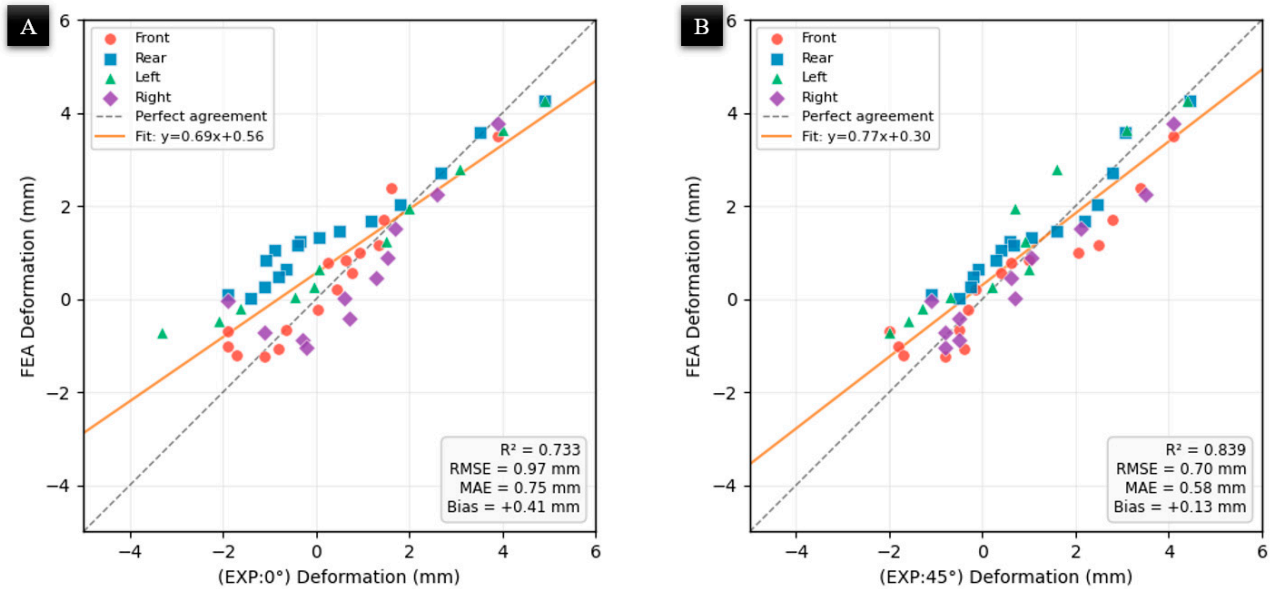 A
6
4
2
0
−2
−4
−4
−2
0
2
4
6
FEA Deformation (mm)
(EXP:0°) Deformation (mm)
Front
Rear
Left
Right
Perfect agreement
Fit: y=0.69x+0.56
R² = 0.733
RMSE = 0.97 mm
MAE = 0.75 mm
Bias = +0.41 mm
B
6
4
2
0
−2
−4
−4
−2
0
2
4
6
FEA Deformation (mm)
(EXP:45°) Deformation (mm)
Front
Rear
Left
Right
Perfect agreement
Fit: y=0.77x+0.30
R² = 0.839
RMSE = 0.70 mm
MAE = 0.58 mm
Bias = +0.13 mm